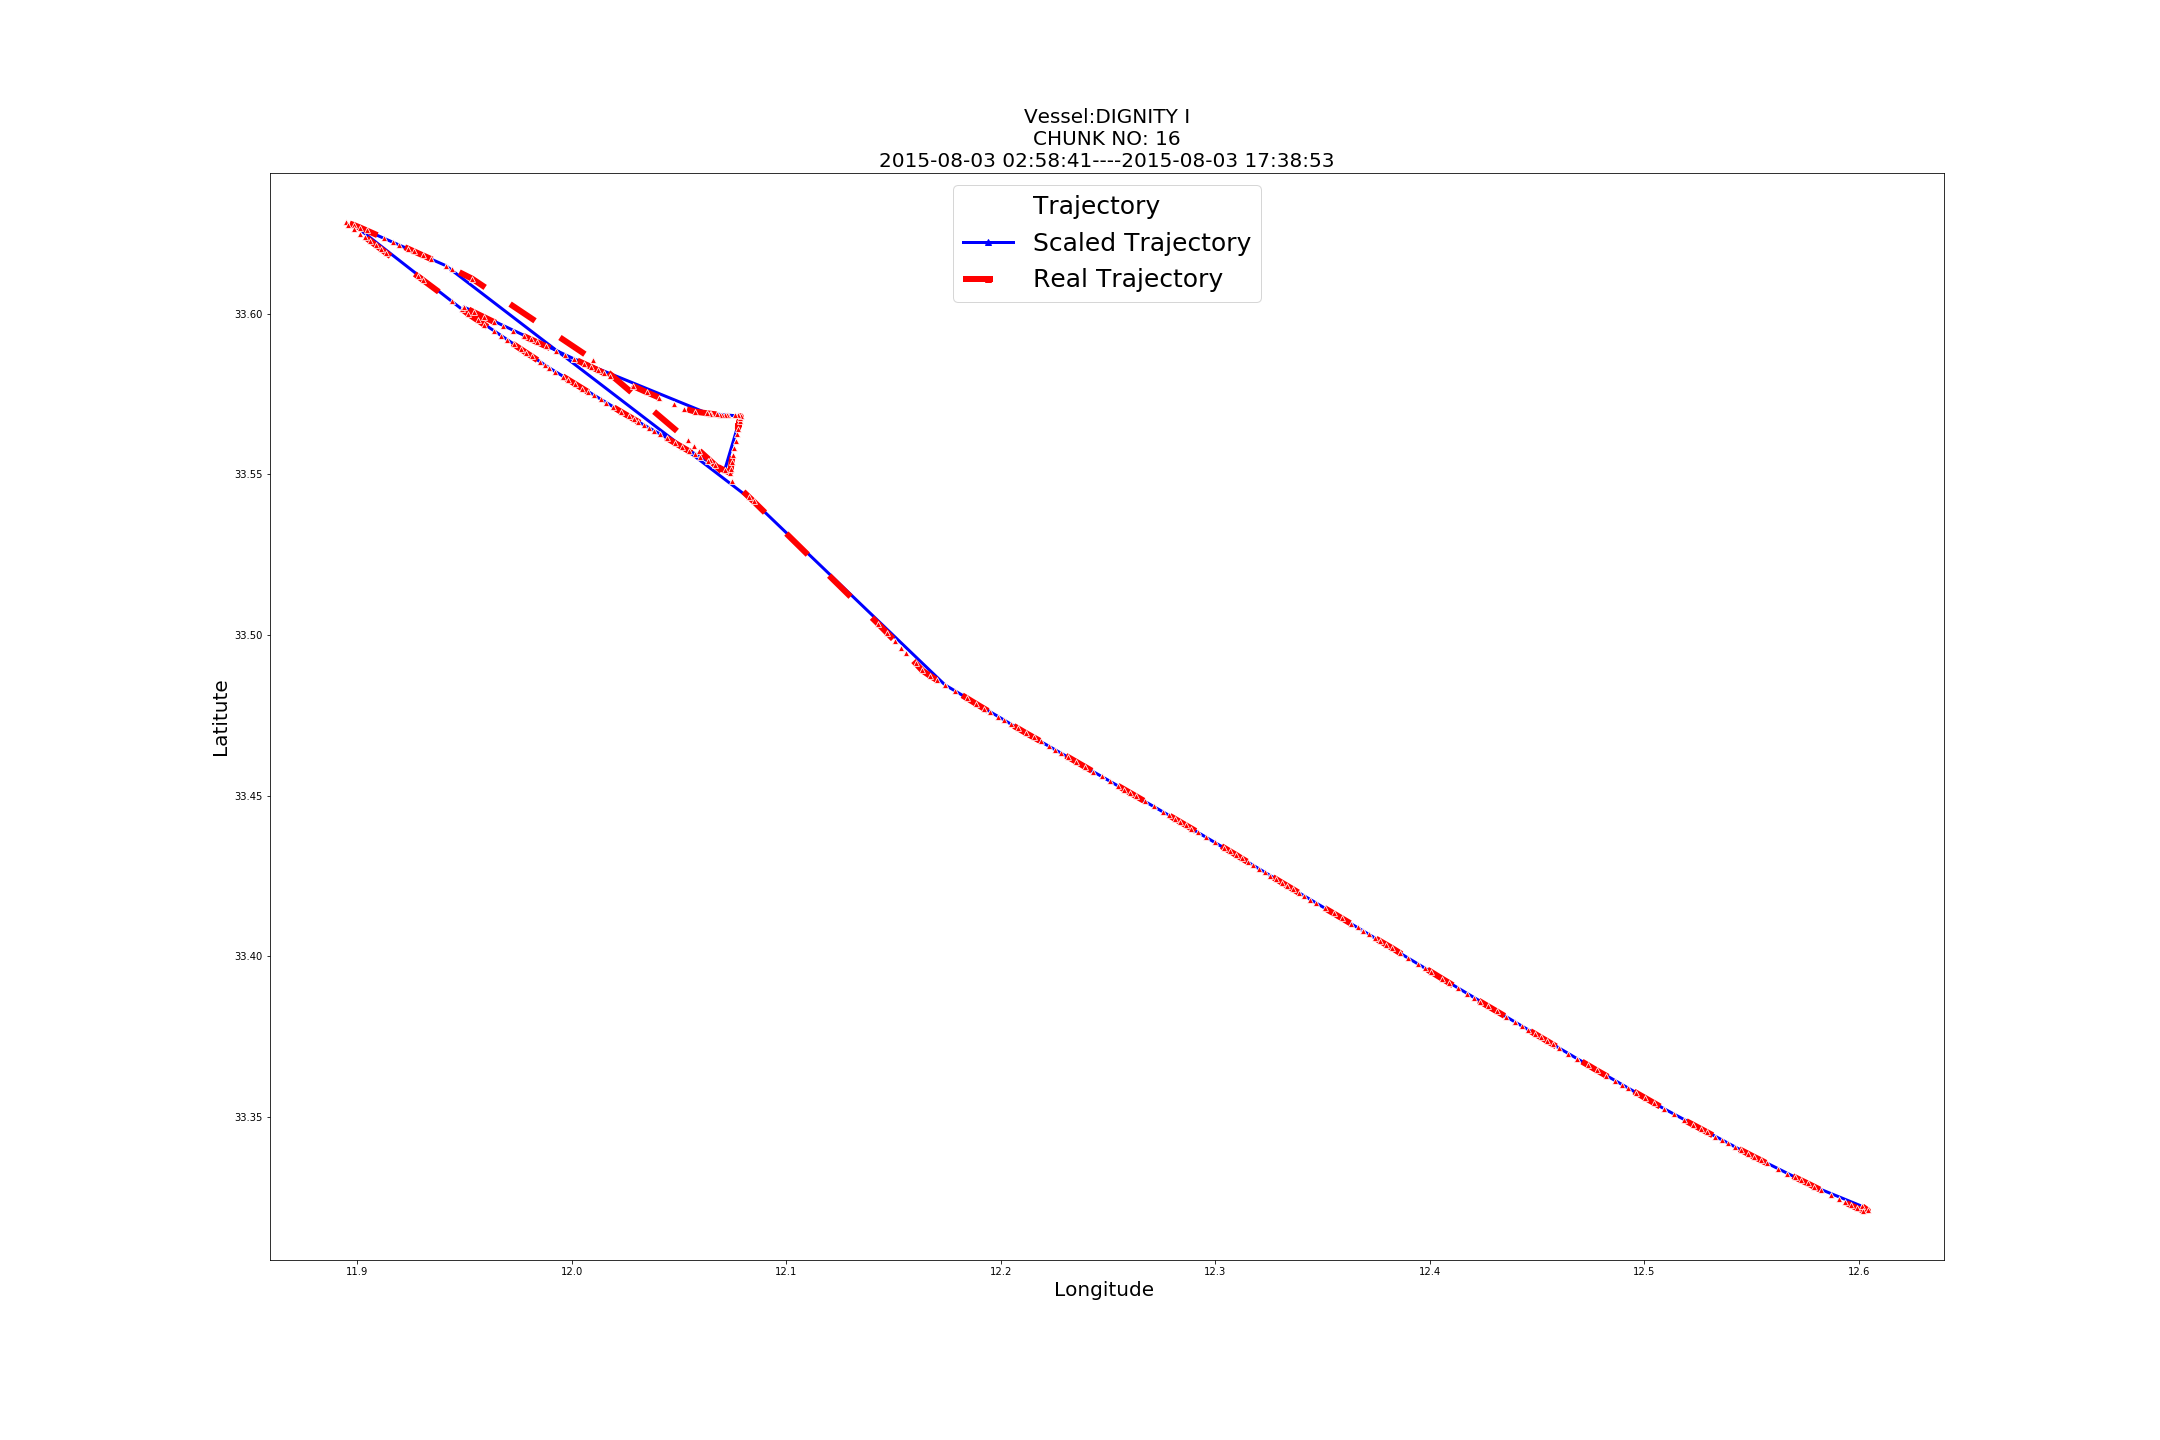 Vessel:DIGNITY I
CHUNK NO: 16
2015-08-03 02:58:41----2015-08-03 17:38:53
Trajectory
Scaled Trajectory
Real Trajectory
33.60
33.55
33.50
33.45
33.40
33.35
Latitute
11.9 12.0 12.1 12.2 12.3 12.4 12.5 12.6
Longitude